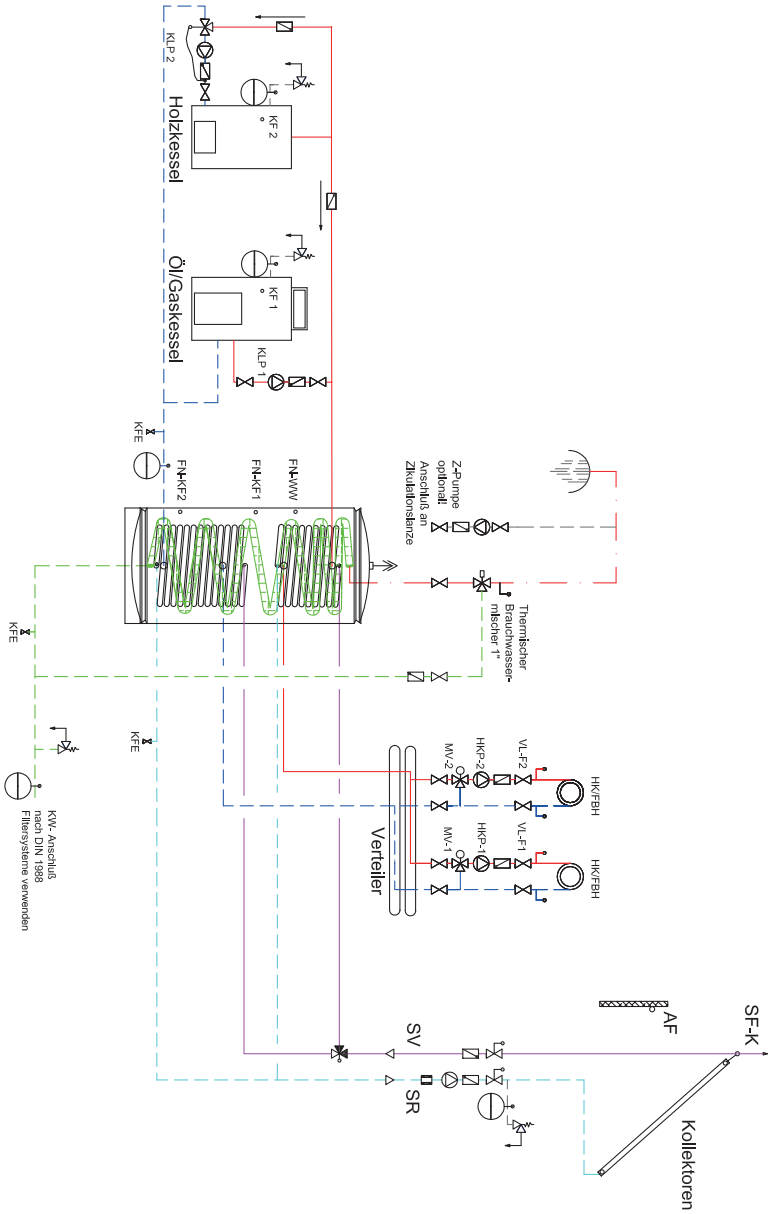 KLP 2
Holzkessel
KF 2
Öl/Gaskessel
KF 1
KLP 1
KFE
FN-KF2
FN-KF1
FN-WW
Z-Pumpe
optional!
Anschluß an
Zikulationslanze
Thermischer
Brauchwasser-
mischer 1"
KFE
KFE
KW- Anschluß
nach DIN 1988
Filtersysteme verwenden
Verteiler
MV-2
HKP-2
VL-F2
HK/FBH
MV-1
HKP-1
VL-F1
HK/FBH
AF
SF-K
SV
SR
Kollektoren